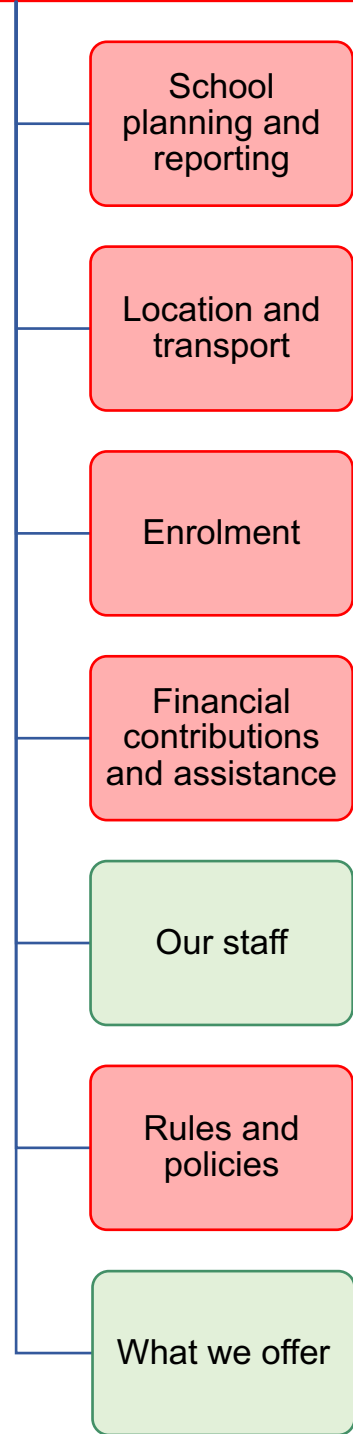 School
planning and
reporting
Location and
transport
Enrolment
Financial
contributions
and assistance
Our staff
Rules and
policies
What we offer